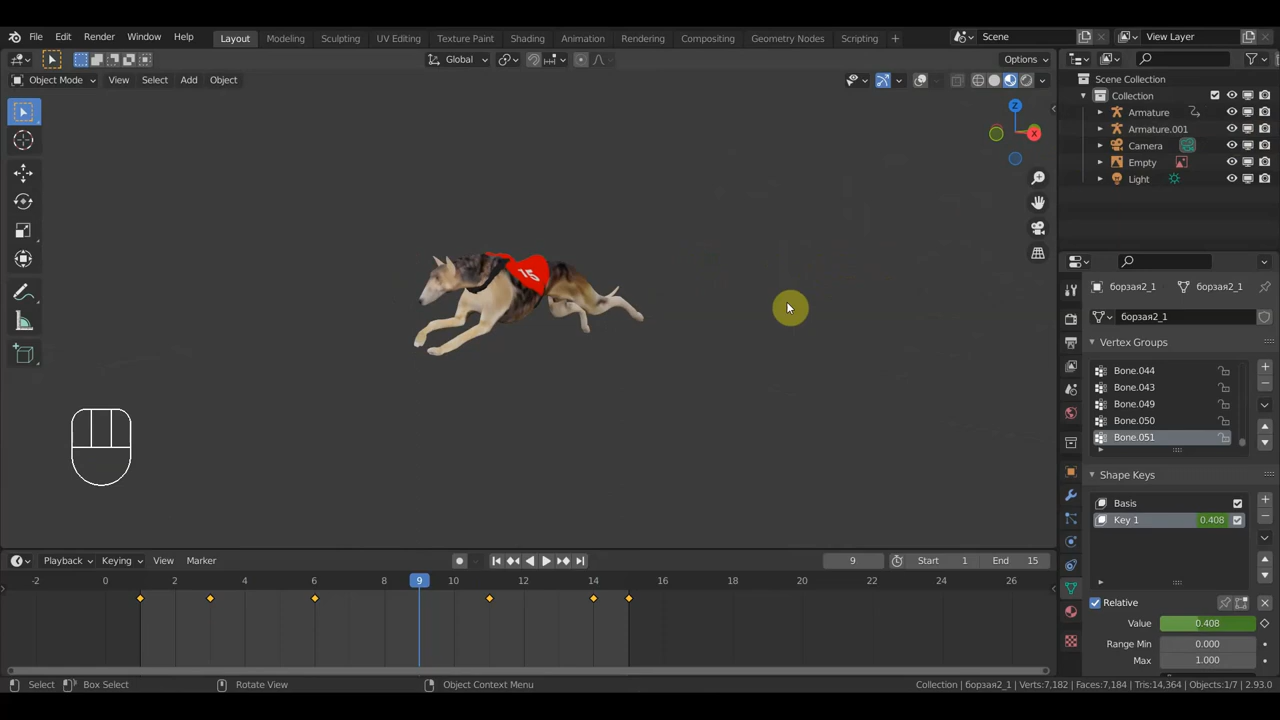 File Edit Render Window Help Layout Modeling Sculpting UV Editing Texture Paint Shading Animation Rendering Compositing Geometry Nodes Scripting + Scene View Layer
Global Options
Object Mode View Select Add Object
Scene Collection
Collection
Armature
Armature.001
Camera
Empty
Light
Z
X
15
борзая2_1 борзая2_1
борзая2_1
Vertex Groups
Bone.044
Bone.043
Bone.049
Bone.050
Bone.051
Shape Keys
Basis
Key 1 0.408
Relative
Value 0.408
Range Min 0.000
Max 1.000
Playback Keying View Marker 9 Start 1 End 15
-2 0 2 4 6 8 9 10 12 14 16 18 20 22 24 26
Select Box Select Rotate View Object Context Menu Collection | борзая2_1 | Verts:7,182 | Faces:7,184 | Tris:14,364 | Objects:1/7 | 2.93.0